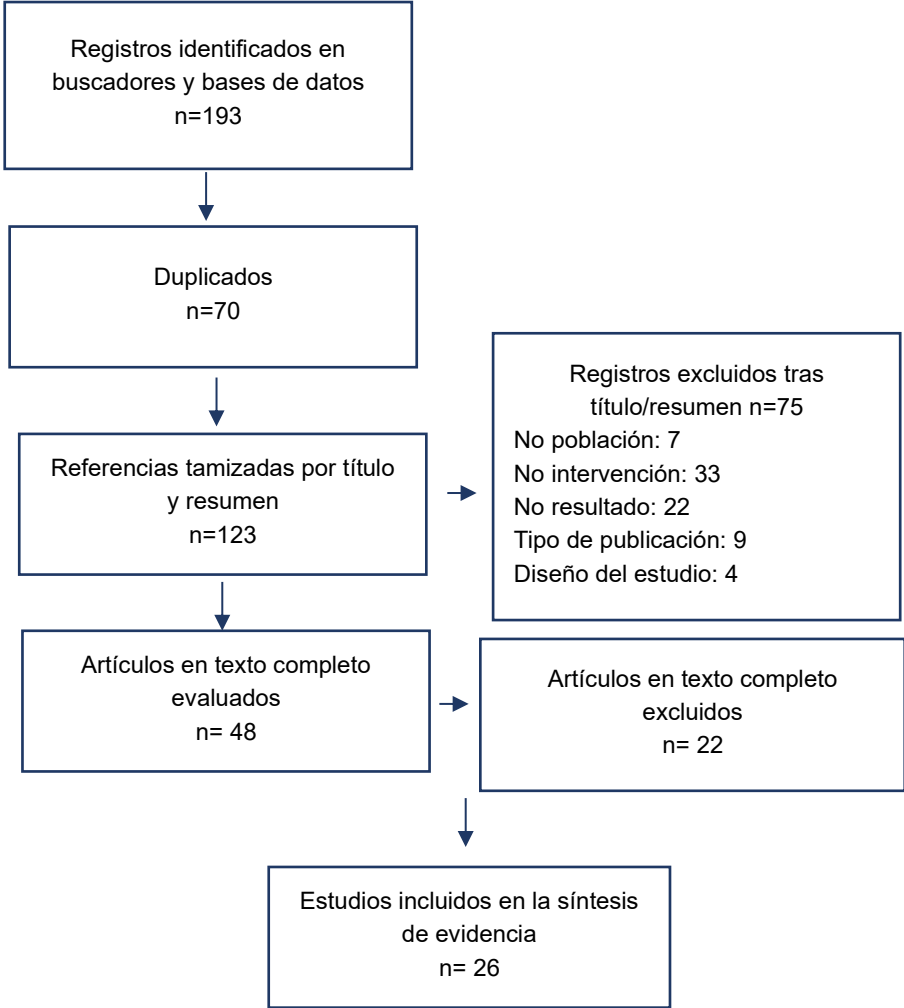 Registros identificados en
buscadores y bases de datos
n=193
Duplicados
n=70
Referencias tamizadas por título
y resumen
n=123
Registros excluidos tras
título/resumen n=75
No población: 7
No intervención: 33
No resultado: 22
Tipo de publicación: 9
Diseño del estudio: 4
Artículos en texto completo
evaluados
n= 48
Artículos en texto completo
excluidos
n= 22
Estudios incluidos en la síntesis
de evidencia
n= 26